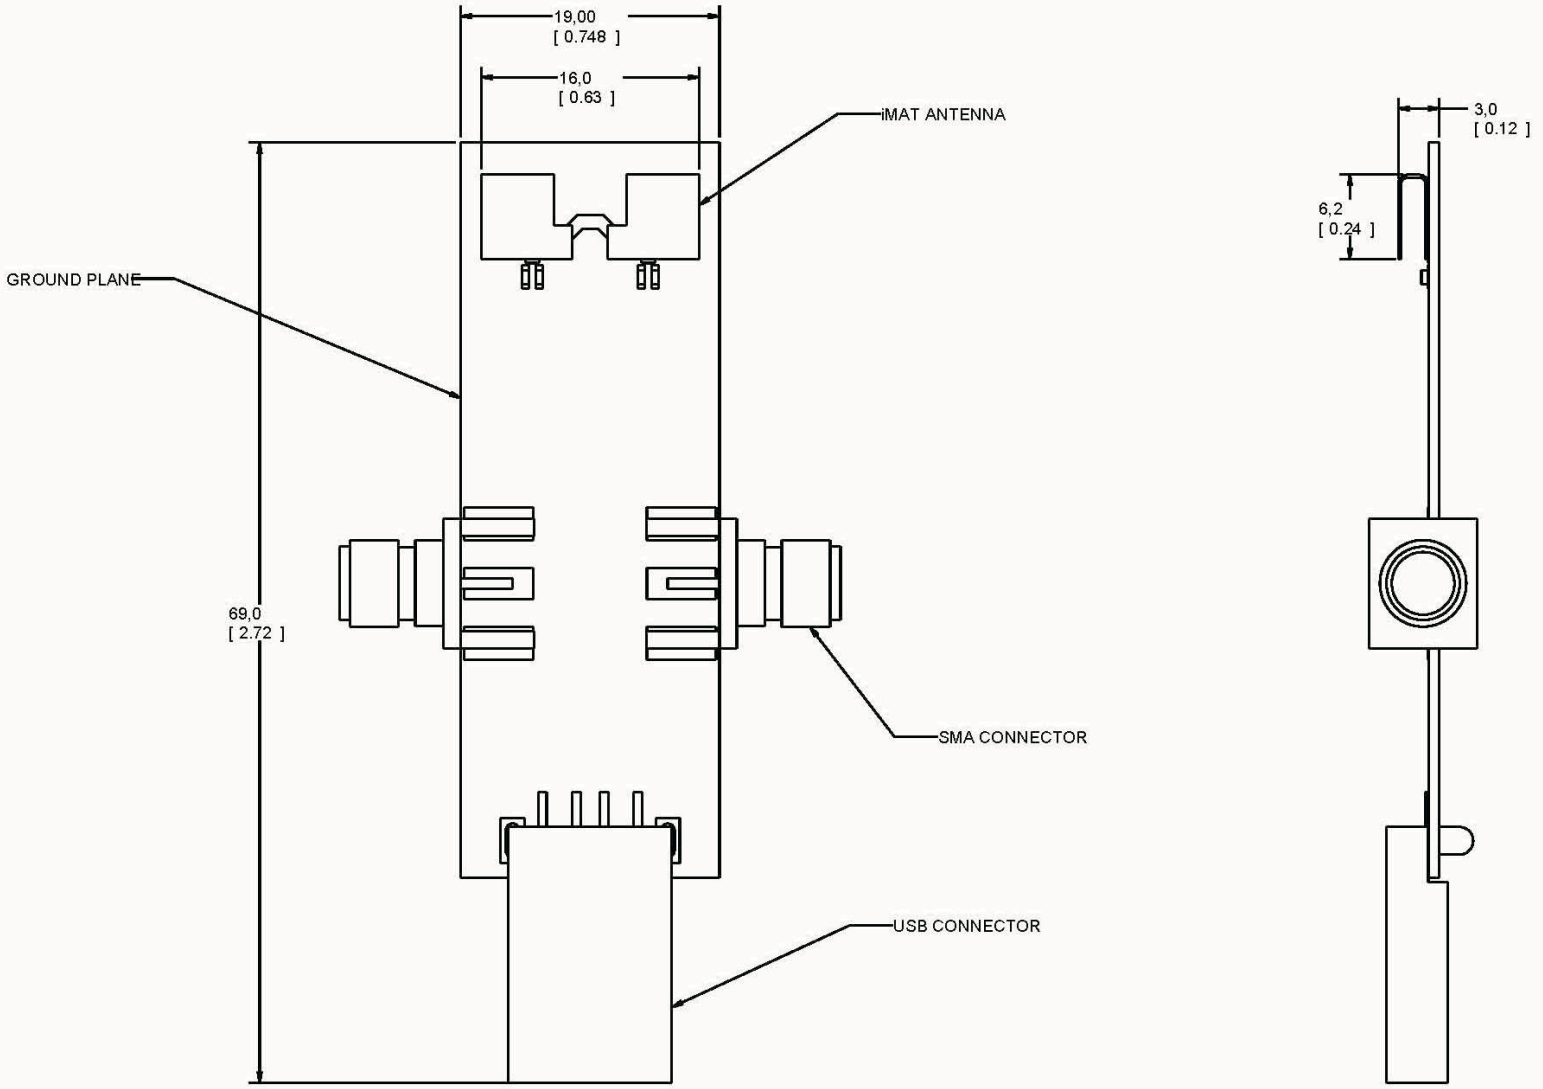 19,00
[ 0.748 ]
16,0
[ 0.63 ]
iMAT ANTENNA
3,0
[ 0.12 ]
6,2
[ 0.24 ]
GROUND PLANE
69,0
[ 2.72 ]
SMA CONNECTOR
USB CONNECTOR